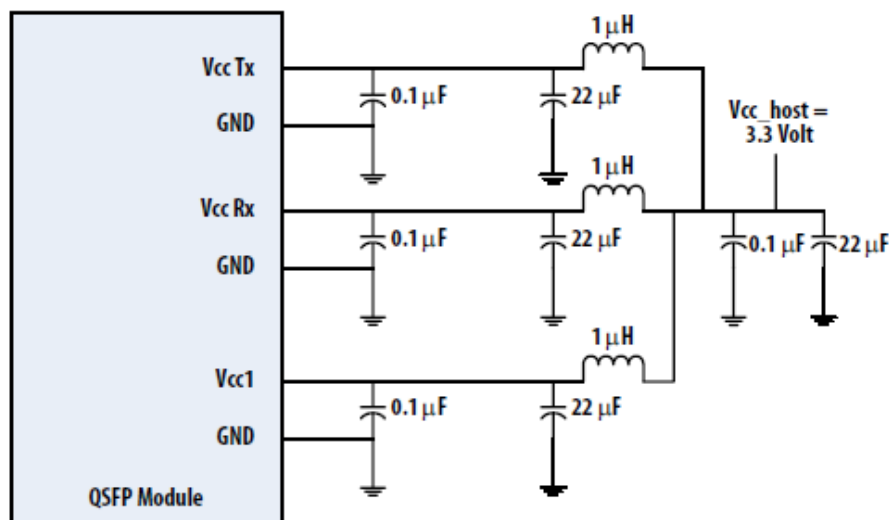 1 μH
Vcc Tx
0.1 μF
22 μF
GND
Vcc_host =
3.3 Volt
1 μH
Vcc Rx
0.1 μF
22 μF
0.1 μF
22 μF
GND
1 μH
Vcc1
0.1 μF
22 μF
GND
QSFP Module